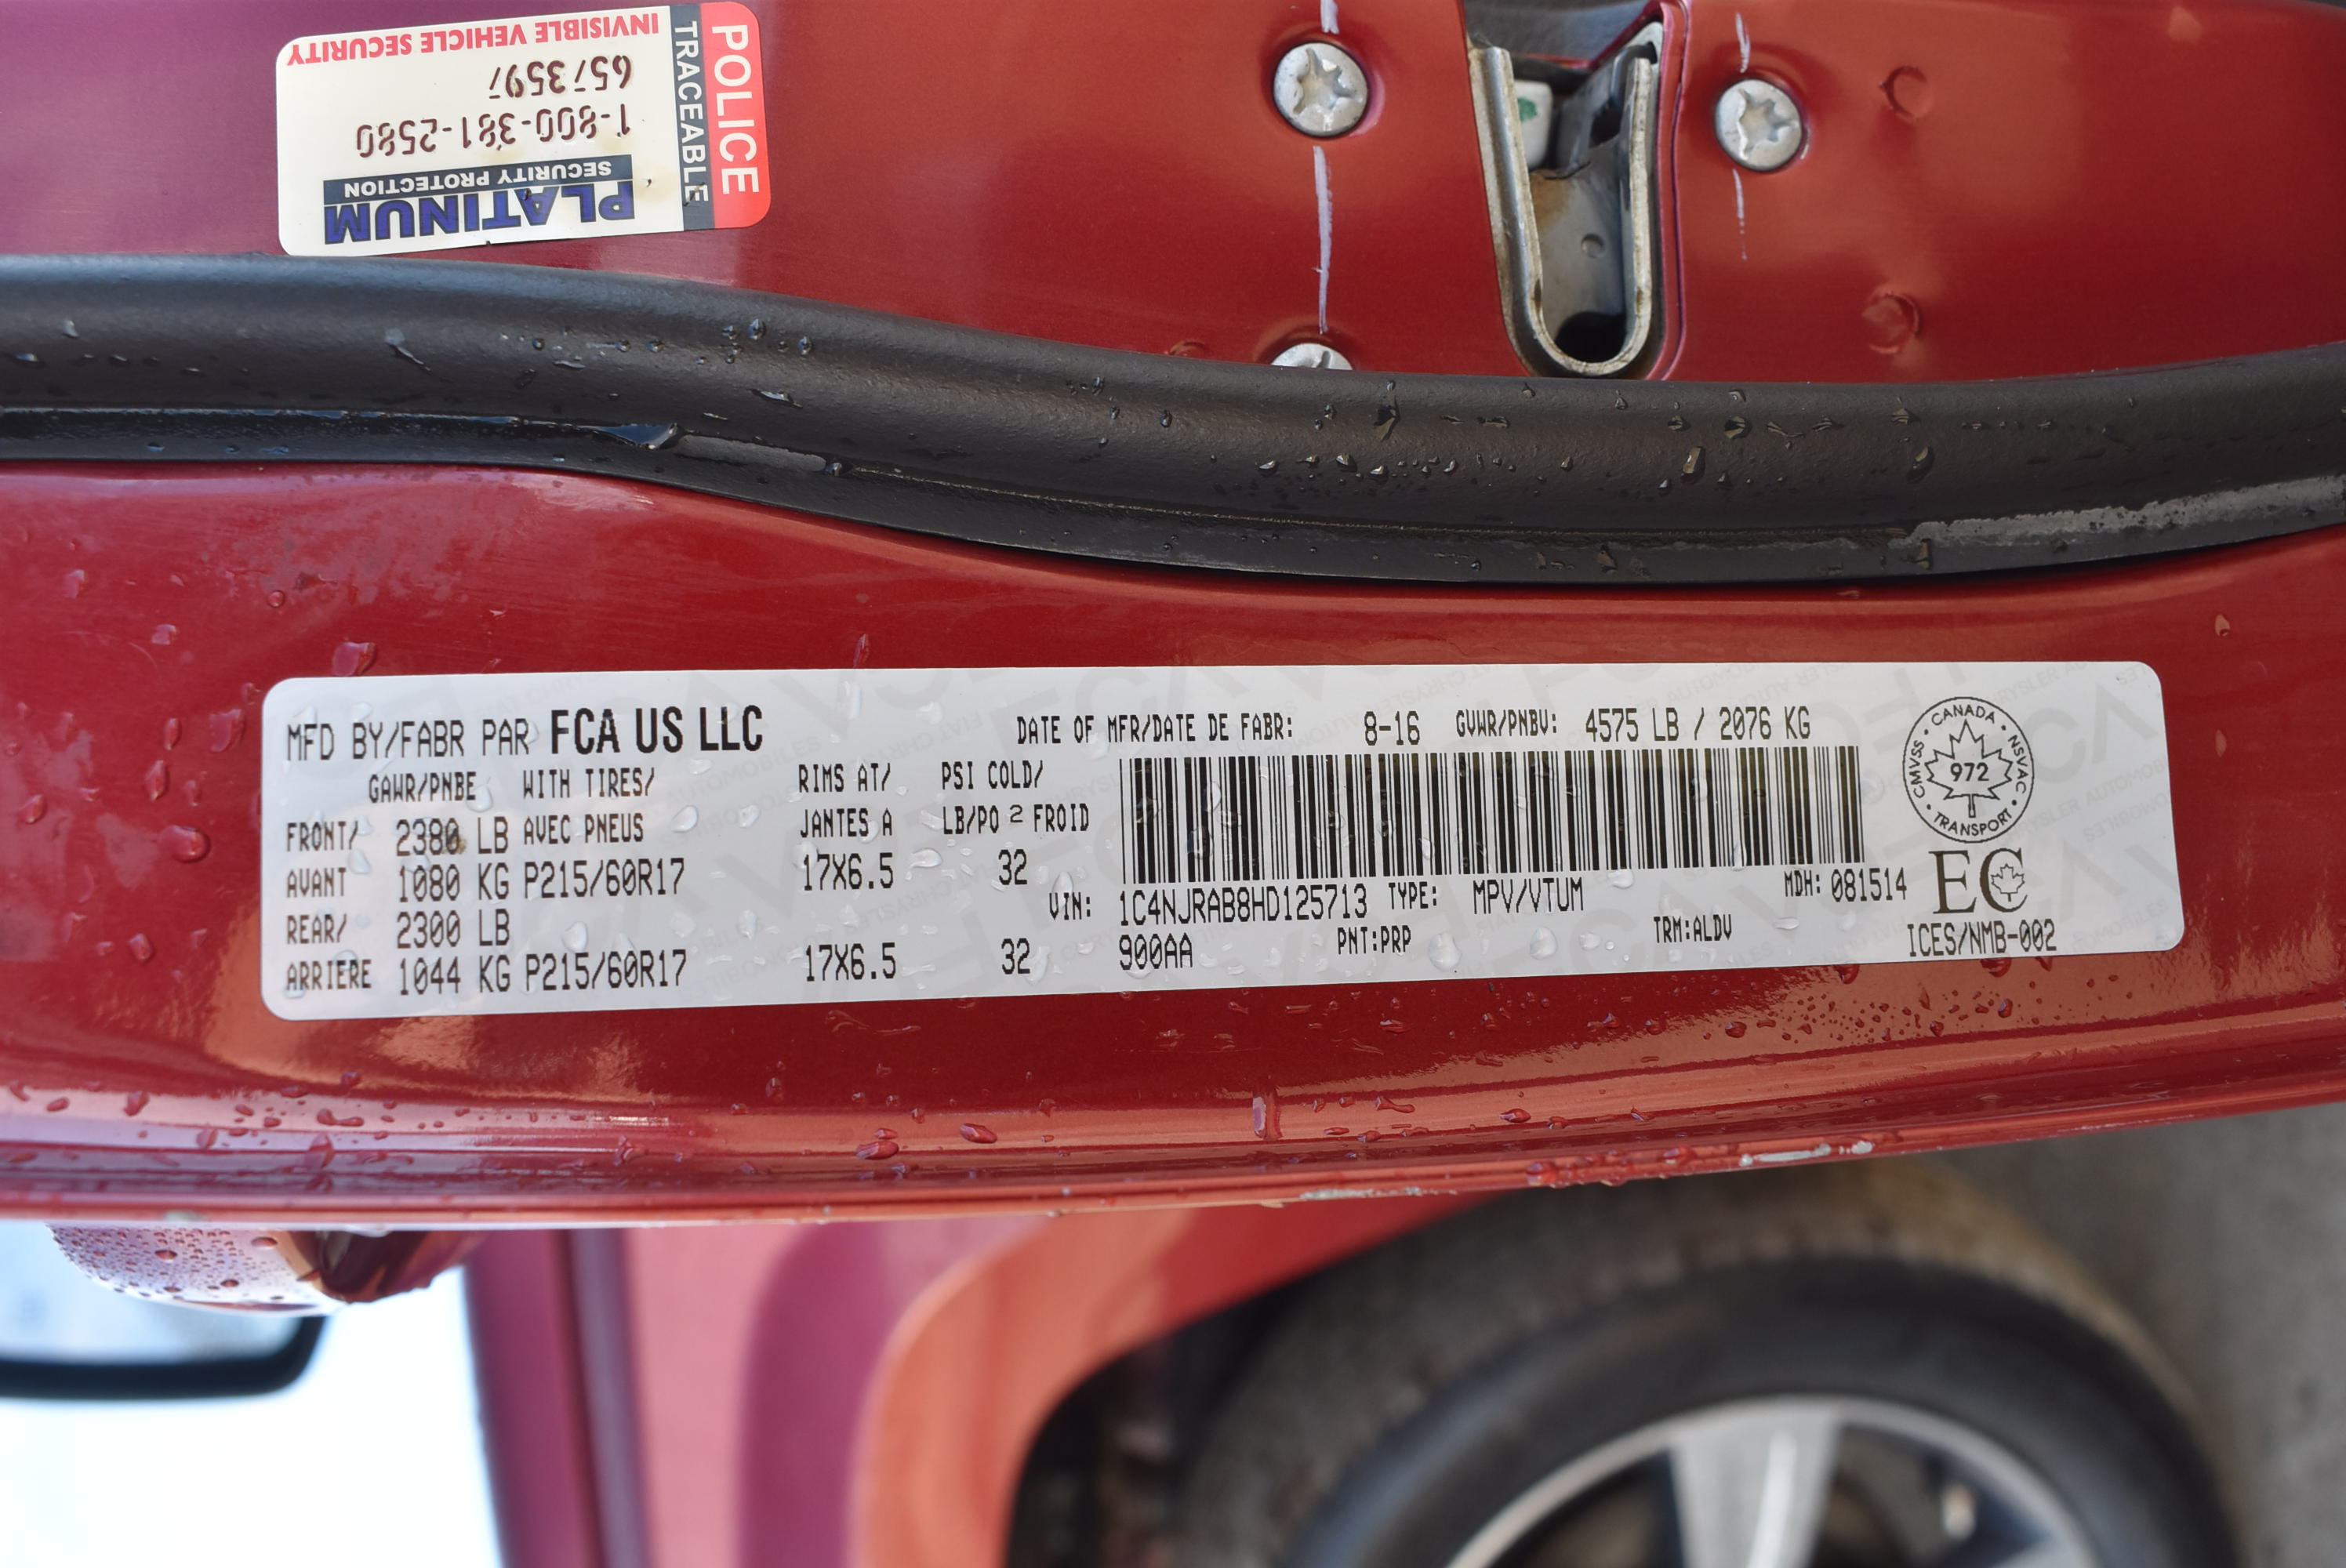 POLICE
TRACEABLE
PLATINUM
SECURITY PROTECTION
1-800-381-2580
6573597
INVISIBLE VEHICLE SECURITY
MFD BY/FABR PAR FCA US LLC
DATE OF MFR/DATE DE FABR: 8-16 GVWR/PNBV: 4575 LB / 2076 KG
GAWR/PNBE WITH TIRES/ RIMS AT/ PSI COLD/
FRONT/ 2380 LB AVEC PNEUS JANTES A LB/PO 2 FROID
AVANT 1080 KG P215/60R17 17X6.5 32
REAR/ 2300 LB
ARRIERE 1044 KG P215/60R17 17X6.5 32
VIN: 1C4NJRAB8HD125713 TYPE: MPV/VTUM MDH: 081514
900AA PNT:PRP TRM:ALDV
CANADA
CMVSS NSVAC
972
TRANSPORT
EC
ICES/NMB-002